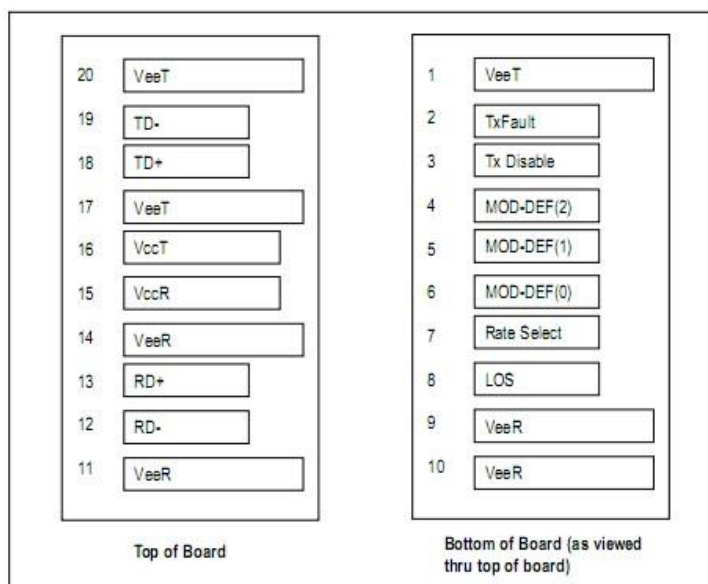 20 VeeT
19 TD-
18 TD+
17 VeeT
16 VccT
15 VccR
14 VeeR
13 RD+
12 RD-
11 VeeR
Top of Board
1 VeeT
2 TxFault
3 Tx Disable
4 MOD-DEF(2)
5 MOD-DEF(1)
6 MOD-DEF(0)
7 Rate Select
8 LOS
9 VeeR
10 VeeR
Bottom of Board (as viewed
thru top of board)